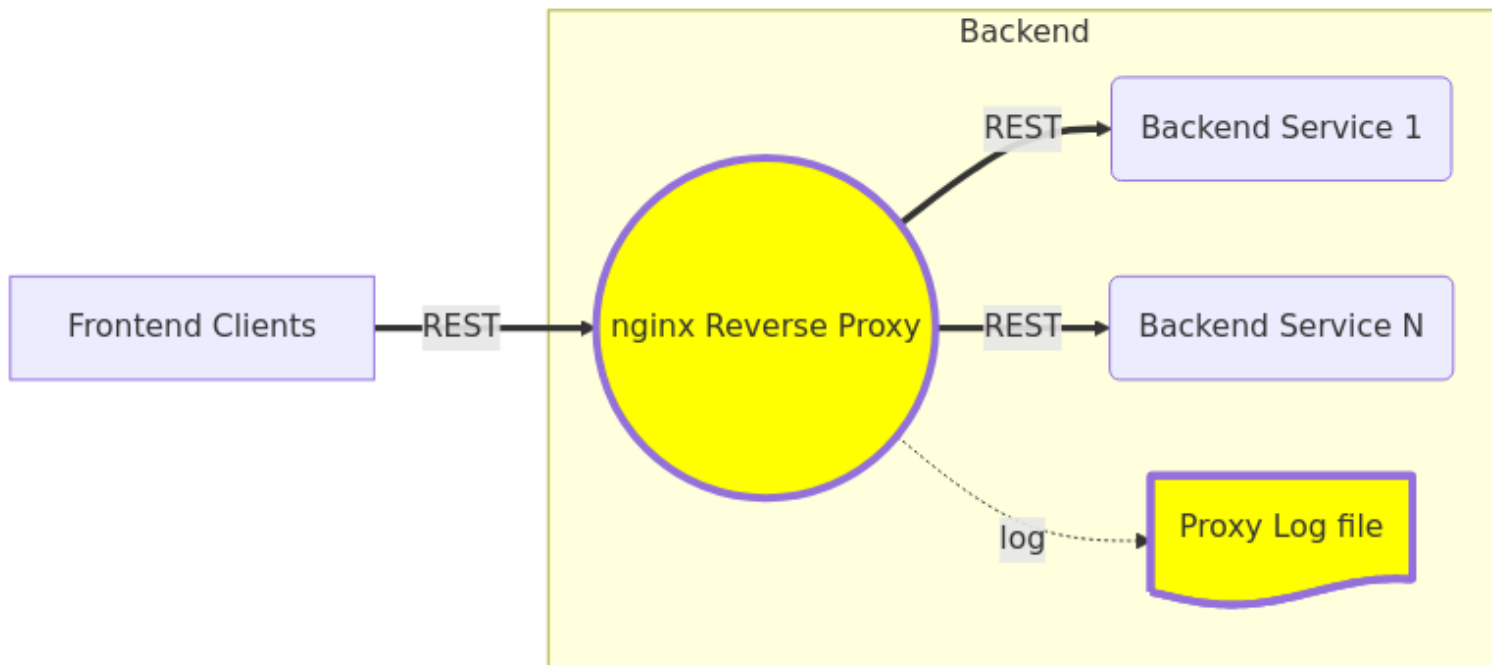 Backend
REST
Backend Service 1
Frontend Clients
REST
nginx Reverse Proxy
REST
Backend Service N
log
Proxy Log file